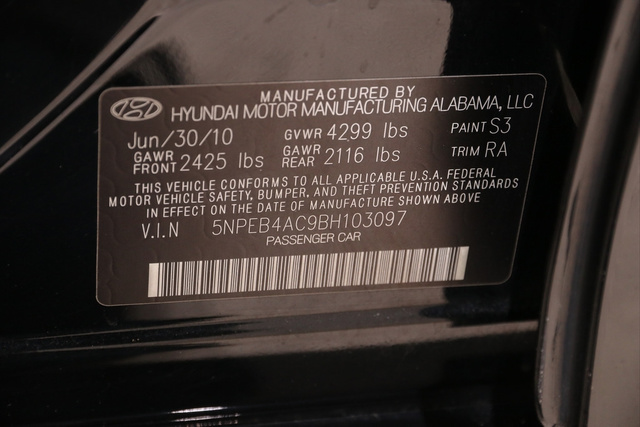 MANUFACTURED BY
HYUNDAI MOTOR MANUFACTURING ALABAMA, LLC
Jun/30/10 GVWR 4299 lbs PAINT S3
GAWR FRONT 2425 lbs GAWR REAR 2116 lbs TRIM RA
THIS VEHICLE CONFORMS TO ALL APPLICABLE U.S.A. FEDERAL
MOTOR VEHICLE SAFETY, BUMPER, AND THEFT PREVENTION STANDARDS
IN EFFECT ON THE DATE OF MANUFACTURE SHOWN ABOVE
V.I.N 5NPEB4AC9BH103097
PASSENGER CAR